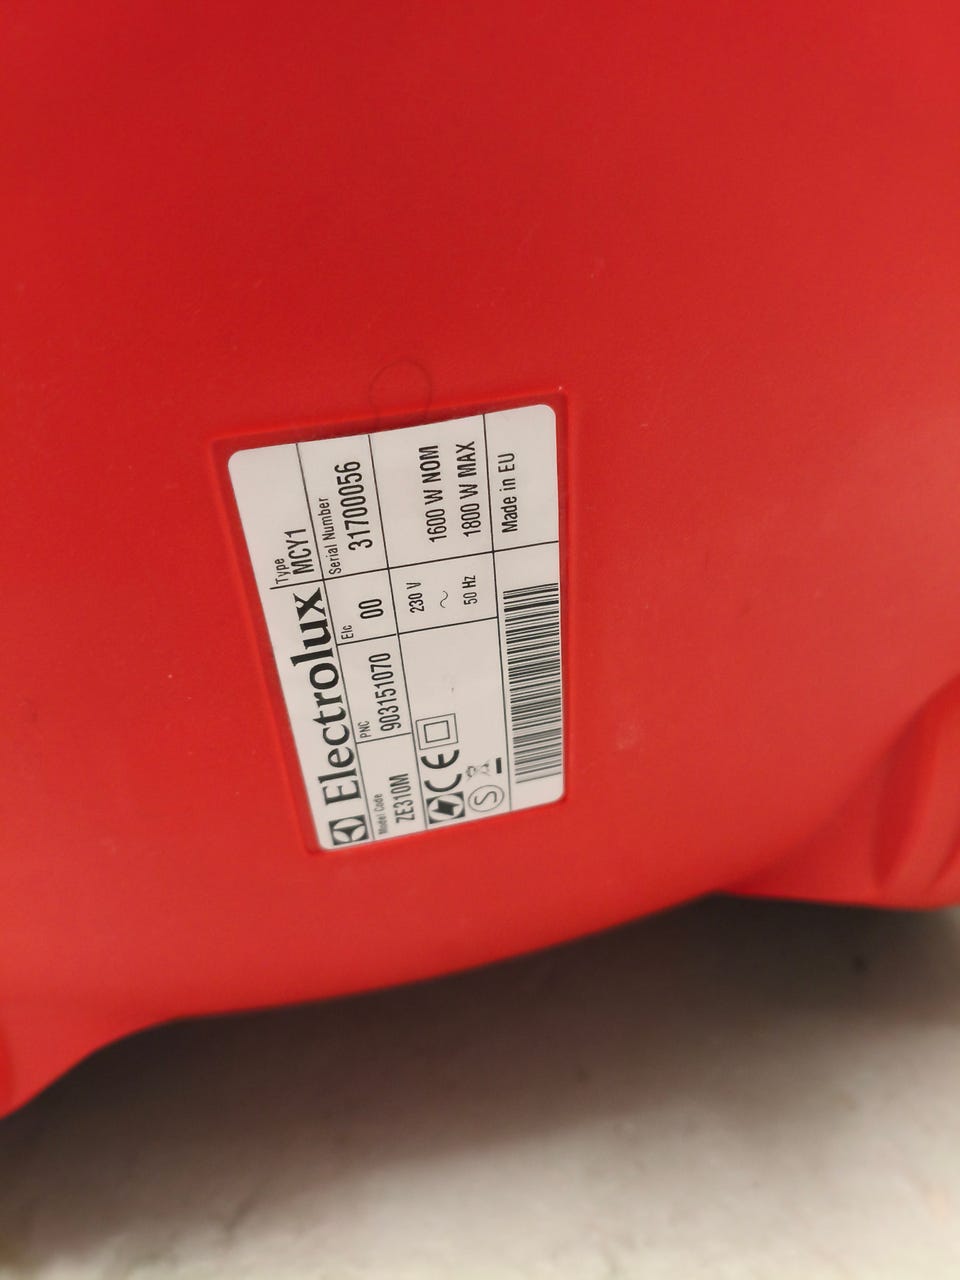 Electrolux
Type
MCY1
Model Code
ZE310M
PNC
903151070
Elc
00
Serial Number
31700056
CE
S
230 V
~
50 Hz
1600 W NOM
1800 W MAX
Made in EU